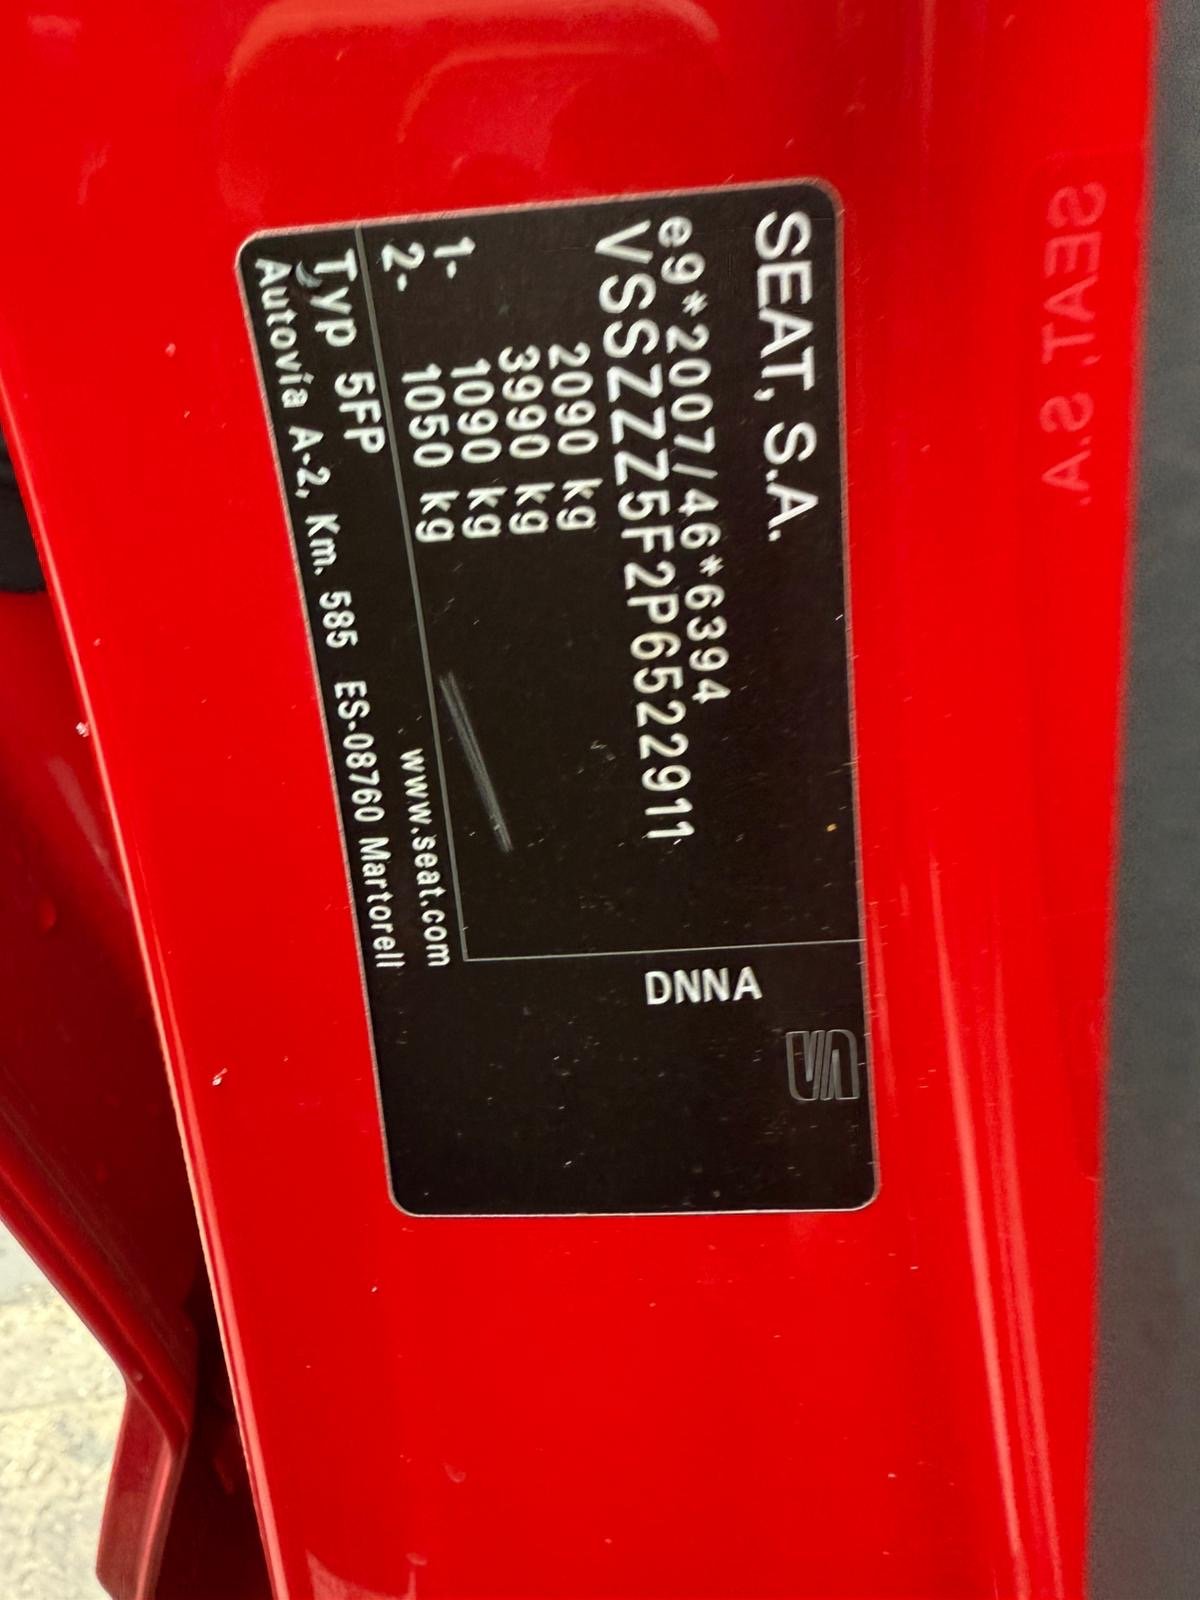 SEAT, S.A.
e9*2007/46*6394
VSSZZZ5F2P6522911
DNNA
2090 kg
3990 kg
1- 1090 kg
2- 1050 kg
Typ 5FP
www.seat.com
Autovía A-2, Km. 585 ES-08760 Martorell
SEAT, S.A.